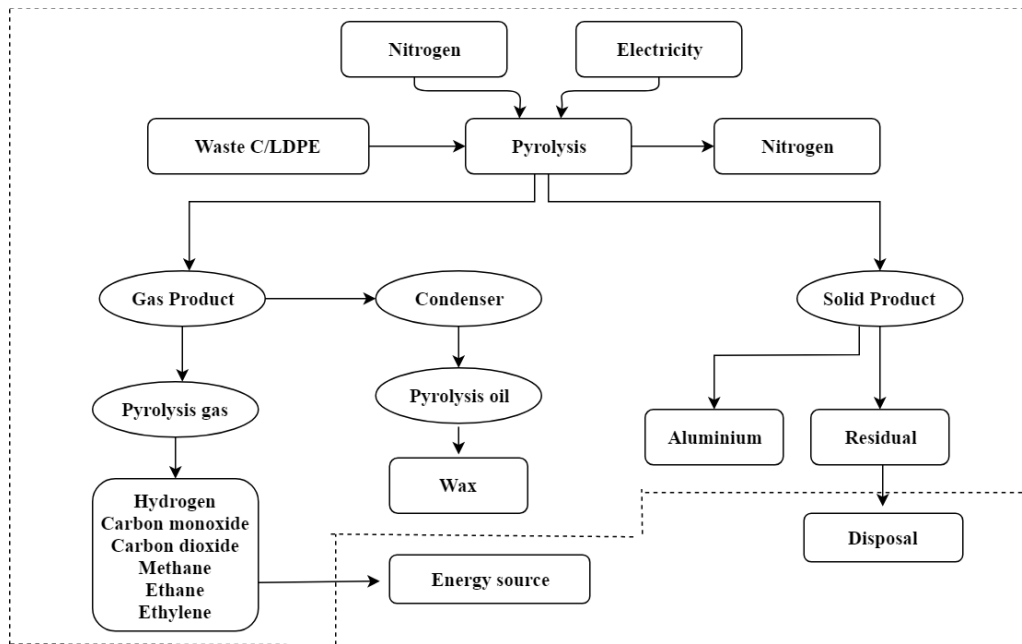 Nitrogen
Electricity
Waste C/LDPE
Pyrolysis
Nitrogen
Gas Product
Condenser
Solid Product
Pyrolysis gas
Pyrolysis oil
Aluminium
Residual
Wax
Hydrogen
Carbon monoxide
Carbon dioxide
Methane
Ethane
Ethylene
Disposal
Energy source